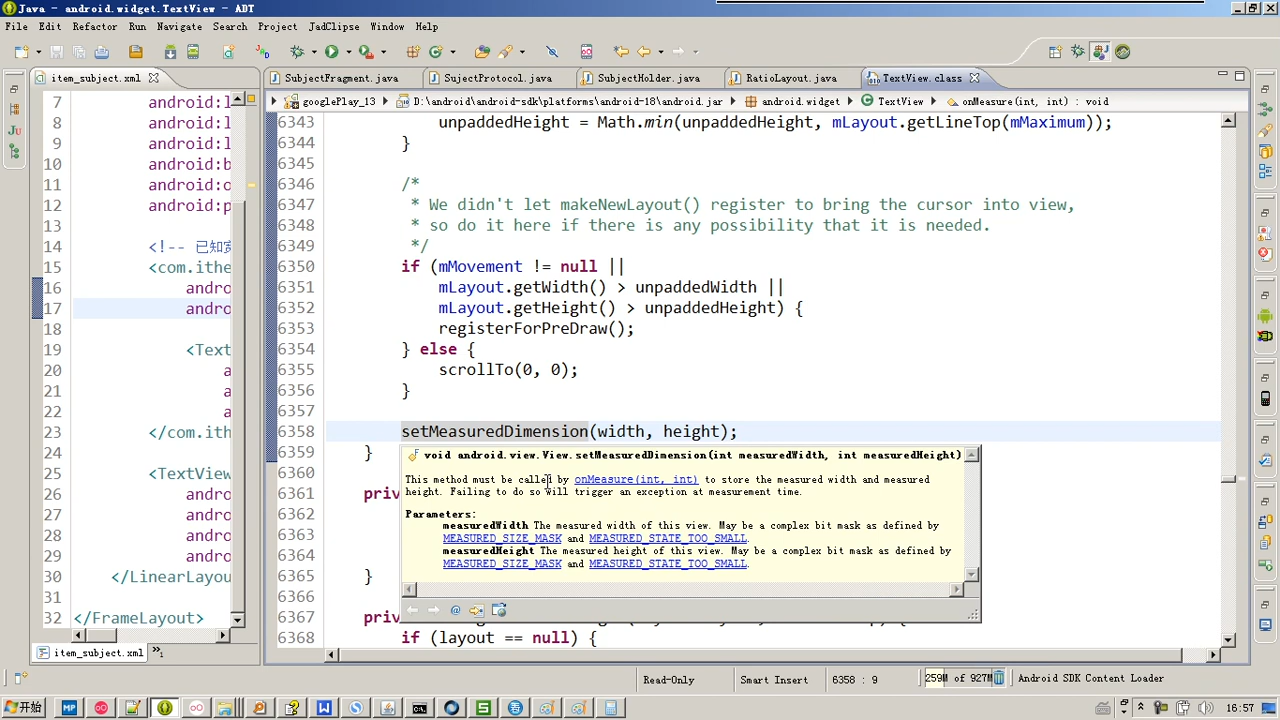 Java - android.widget.TextView - ADT
File Edit Refactor Run Navigate Search Project JadClipse Window Help
item_subject.xml
SubjectFragment.java
SujectProtocol.java
SubjectHolder.java
RatioLayout.java
TextView.class
googlePlay_13 D:\android\android-sdk\platforms\android-18\android.jar android.widget TextView onMeasure(int, int) : void
7 android:l
8 android:l
9 android:l
10 android:b
11 android:o
12 android:p
13
14 <!-- 已知宽
15 <com.ithe
16 andro
17 andro
18
19 <Text
20 a
21 a
22 a
23 </com.ith
24
25 <TextView
26 andro
27 andro
28 andro
29 andro
30 </LinearLayou
31
32 </FrameLayout>
item_subject.xml
6343 unpaddedHeight = Math.min(unpaddedHeight, mLayout.getLineTop(mMaximum));
6344 }
6345
6346 /*
6347 * We didn't let makeNewLayout() register to bring the cursor into view,
6348 * so do it here if there is any possibility that it is needed.
6349 */
6350 if (mMovement != null ||
6351 mLayout.getWidth() > unpaddedWidth ||
6352 mLayout.getHeight() > unpaddedHeight) {
6353 registerForPreDraw();
6354 } else {
6355 scrollTo(0, 0);
6356 }
6357
6358 setMeasuredDimension(width, height);
6359 }
6360
6361 priv
6362
6363
6364
6365 }
6366
6367 priv
6368 if (layout == null) {
void android.view.View.setMeasuredDimension(int measuredWidth, int measuredHeight)
This method must be called by onMeasure(int, int) to store the measured width and measured
height. Failing to do so will trigger an exception at measurement time.
Parameters:
measuredWidth The measured width of this view. May be a complex bit mask as defined by
MEASURED_SIZE_MASK and MEASURED_STATE_TOO_SMALL.
measuredHeight The measured height of this view. May be a complex bit mask as defined by
MEASURED_SIZE_MASK and MEASURED_STATE_TOO_SMALL.
Read-Only Smart Insert 6358 : 9 259M of 927M Android SDK Content Loader
开始
16:57